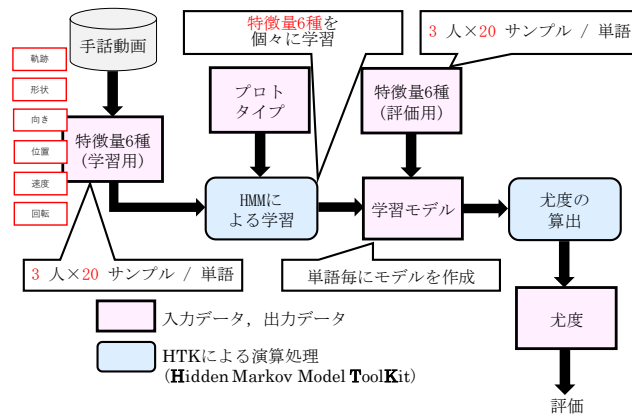 手話動画
軌跡
形状
向き
位置
速度
回転
特徴量6種
(学習用)
3 人×20 サンプル / 単語
特徴量6種を
個々に学習
プロト
タイプ
HMMに
よる学習
3 人×20 サンプル / 単語
特徴量6種
(評価用)
学習モデル
単語毎にモデルを作成
尤度の
算出
尤度
評価
入力データ，出力データ
HTKによる演算処理
(Hidden Markov Model ToolKit)